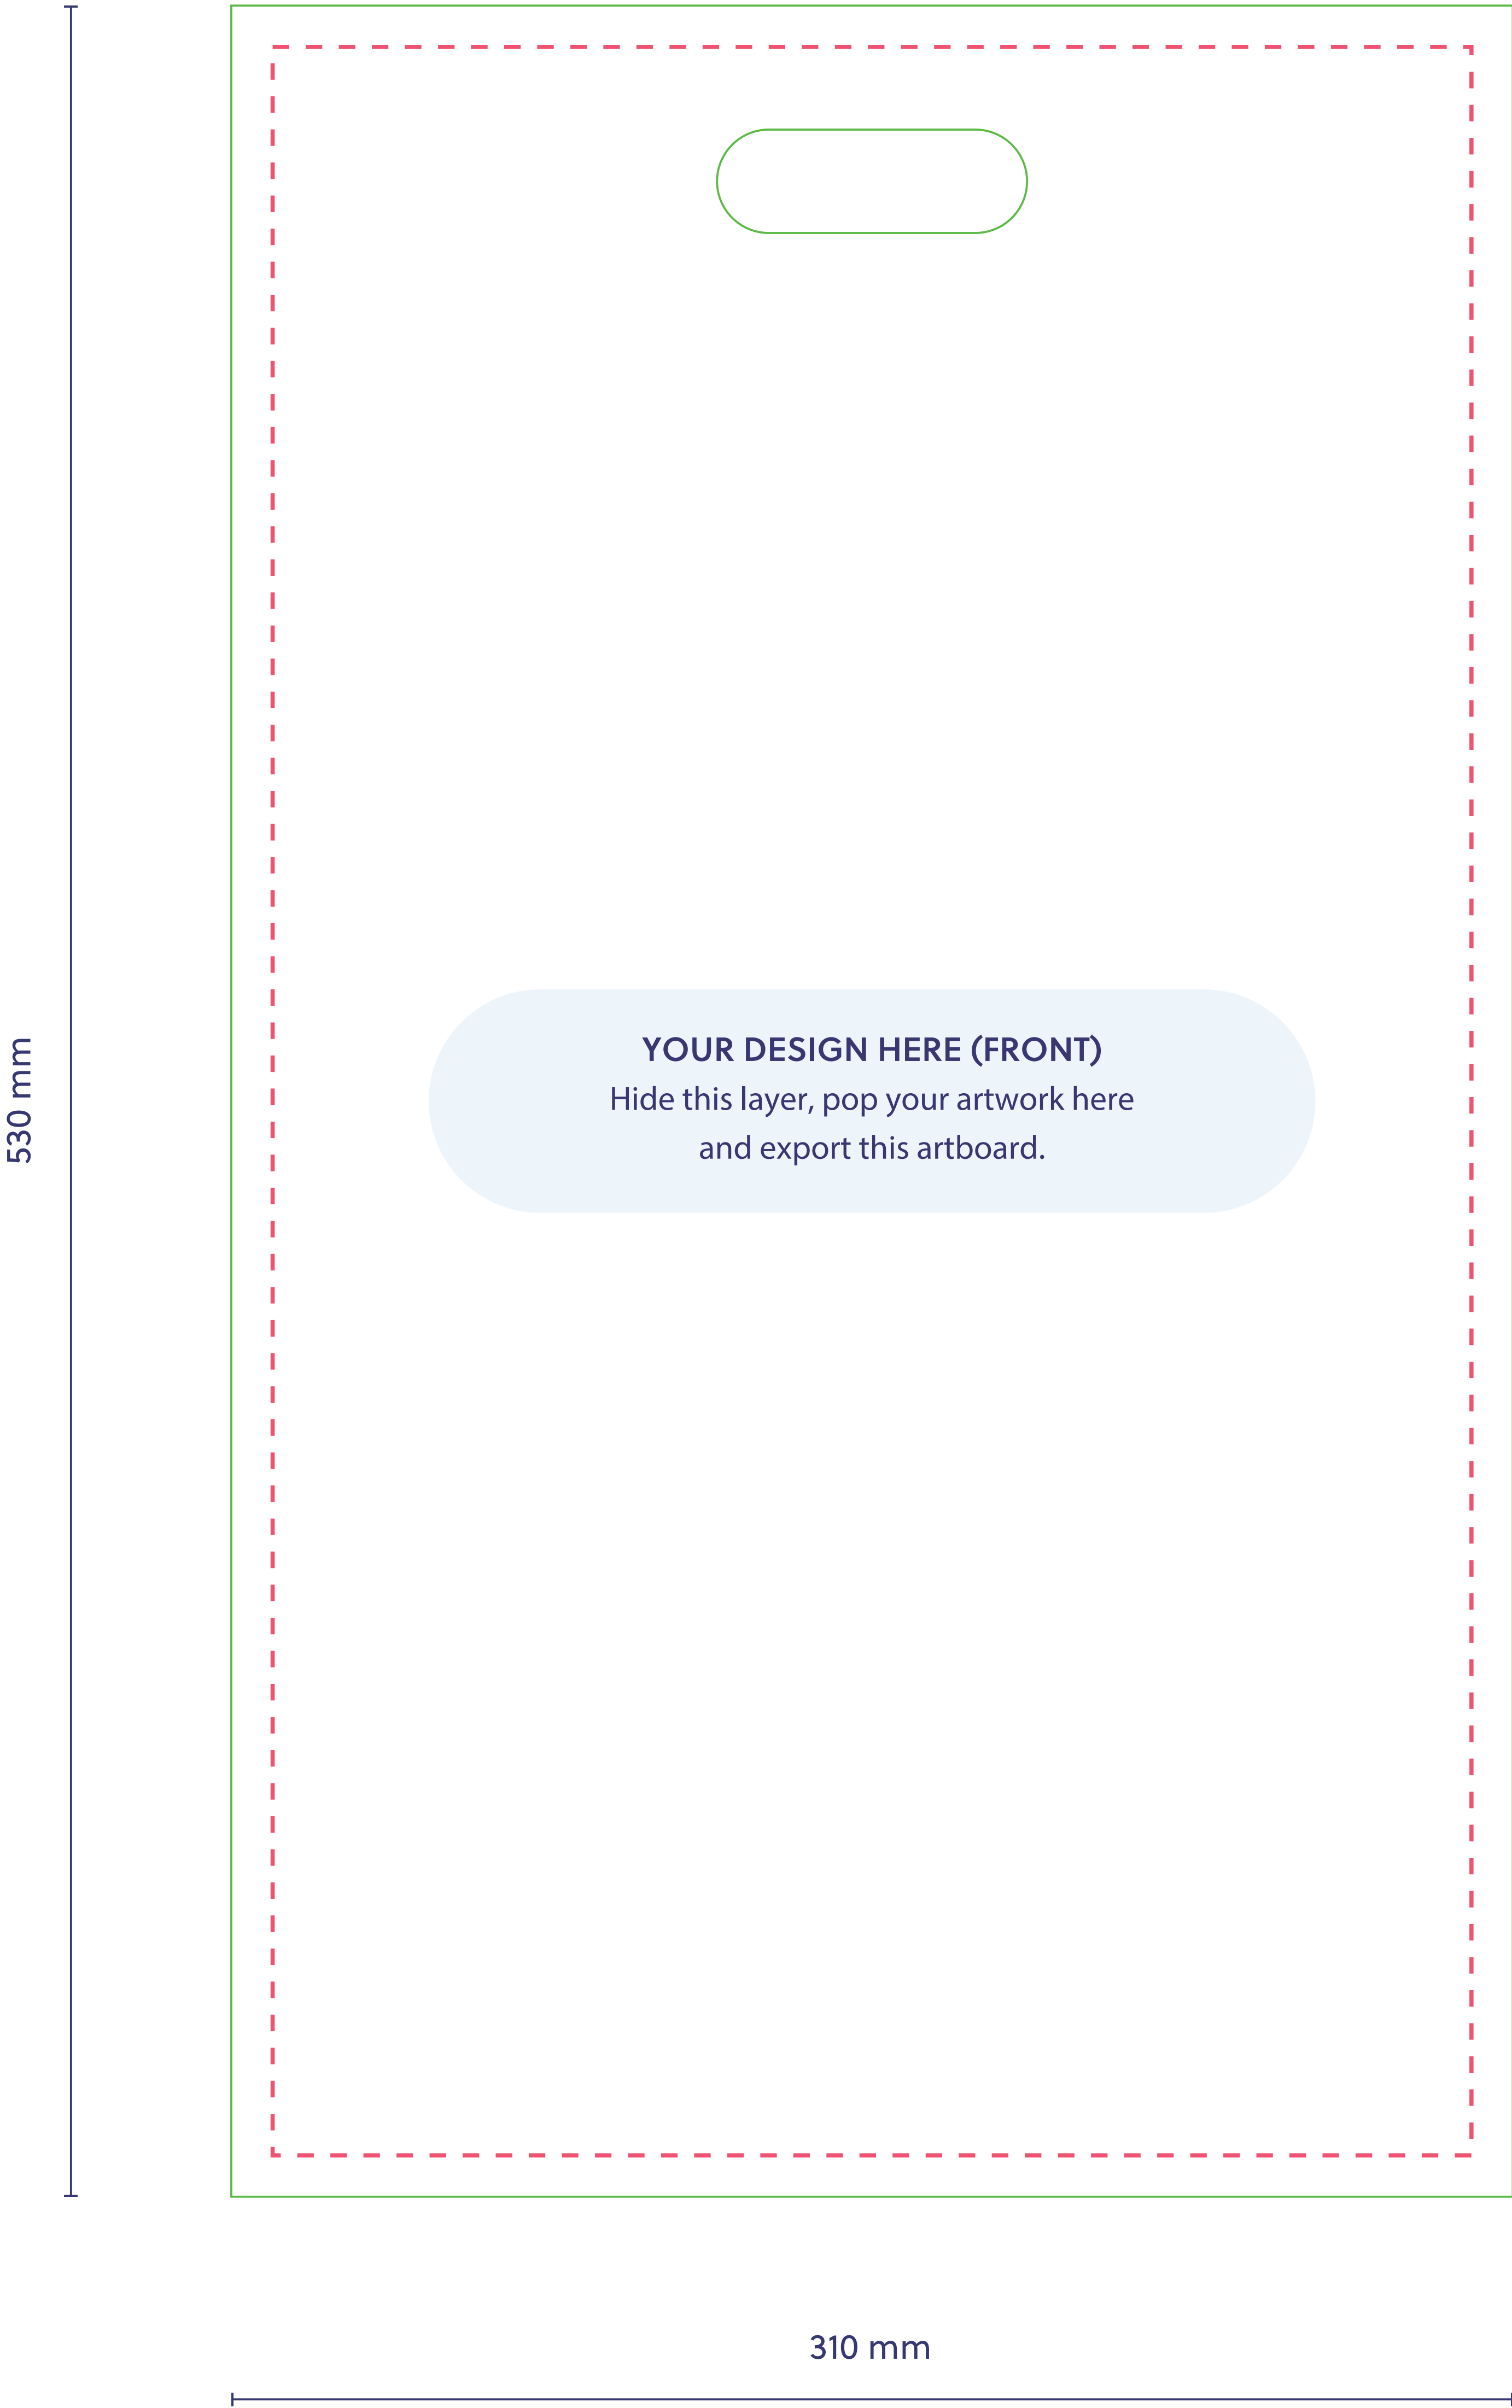 530 mm
YOUR DESIGN HERE (FRONT)
Hide this layer, pop your artwork here
and export this artboard.
310 mm